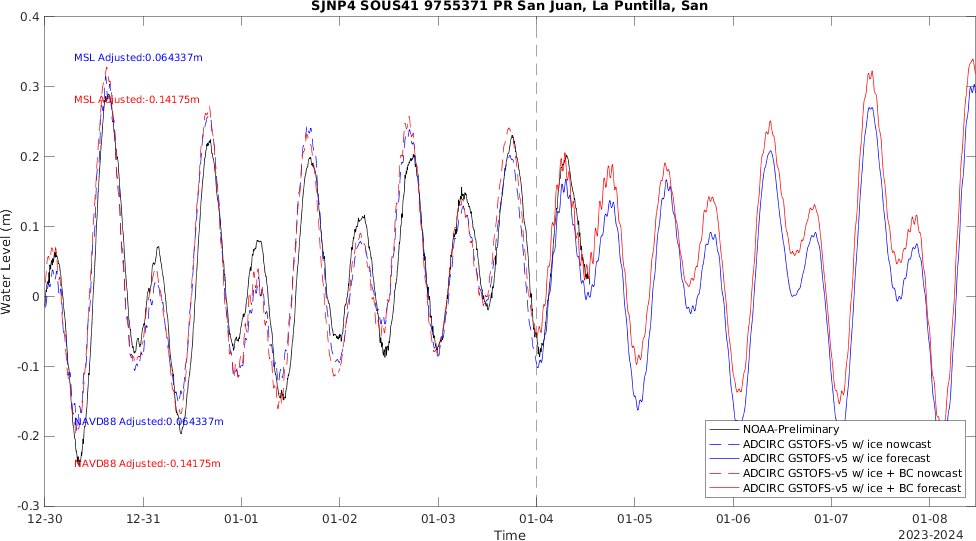 SJNP4 SOUS41 9755371 PR San Juan, La Puntilla, San
Water Level (m)
0.4
0.3
0.2
0.1
0
-0.1
-0.2
-0.3
MSL Adjusted:0.064337m
MSL Adjusted:-0.14175m
NAVD88 Adjusted:0.064337m
NAVD88 Adjusted:-0.14175m
NOAA-Preliminary
ADCIRC GSTOFS-v5 w/ ice nowcast
ADCIRC GSTOFS-v5 w/ ice forecast
ADCIRC GSTOFS-v5 w/ ice + BC nowcast
ADCIRC GSTOFS-v5 w/ ice + BC forecast
12-30 12-31 01-01 01-02 01-03 01-04 01-05 01-06 01-07 01-08
2023-2024
Time